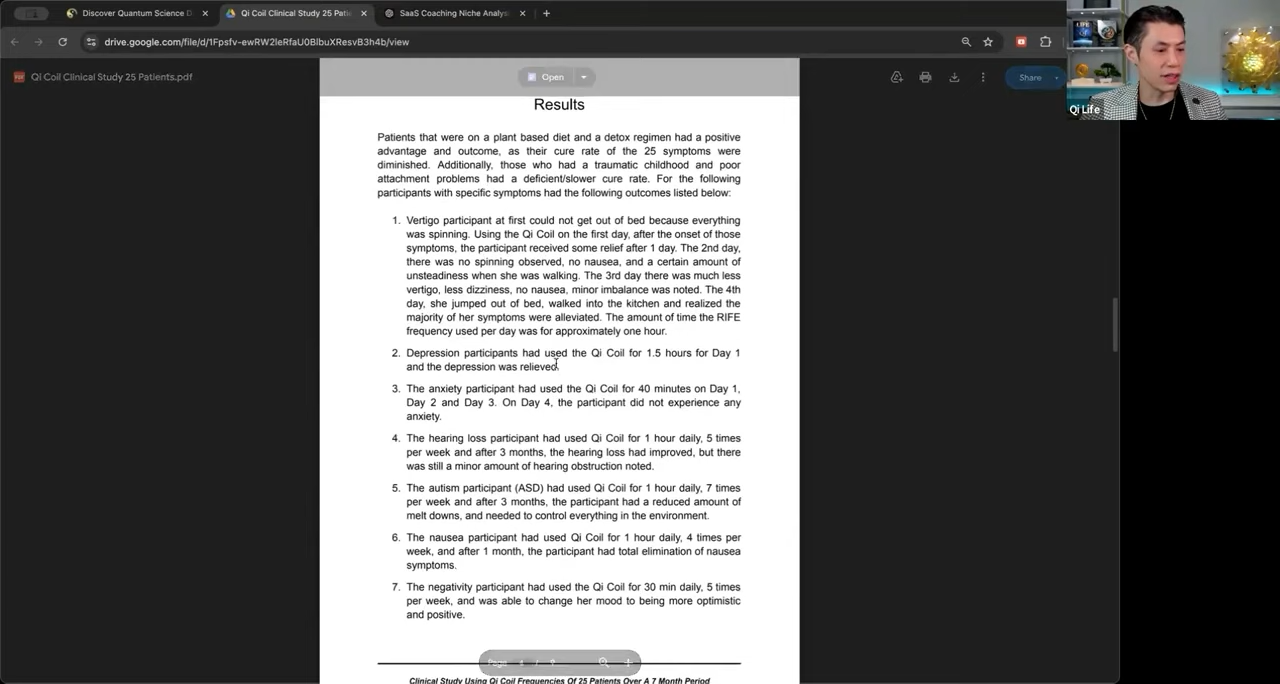 Discover Quantum Science D
Qi Coil Clinical Study 25 Patie
SaaS Coaching Niche Analys
drive.google.com/file/d/1Fpsfv-ewRW2leRfaU0BlbuXResvB3h4b/view
Qi Coil Clinical Study 25 Patients.pdf
Open
Share
Qi Life
Results
Patients that were on a plant based diet and a detox regimen had a positive
advantage and outcome, as their cure rate of the 25 symptoms were
diminished. Additionally, those who had a traumatic childhood and poor
attachment problems had a deficient/slower cure rate. For the following
participants with specific symptoms had the following outcomes listed below:
1. Vertigo participant at first could not get out of bed because everything
was spinning. Using the Qi Coil on the first day, after the onset of those
symptoms, the participant received some relief after 1 day. The 2nd day,
there was no spinning observed, no nausea, and a certain amount of
unsteadiness when she was walking. The 3rd day there was much less
vertigo, less dizziness, no nausea, minor imbalance was noted. The 4th
day, she jumped out of bed, walked into the kitchen and realized the
majority of her symptoms were alleviated. The amount of time the RIFE
frequency used per day was for approximately one hour.
2. Depression participants had used the Qi Coil for 1.5 hours for Day 1
and the depression was relieved.
3. The anxiety participant had used the Qi Coil for 40 minutes on Day 1,
Day 2 and Day 3. On Day 4, the participant did not experience any
anxiety.
4. The hearing loss participant had used Qi Coil for 1 hour daily, 5 times
per week and after 3 months, the hearing loss had improved, but there
was still a minor amount of hearing obstruction noted.
5. The autism participant (ASD) had used Qi Coil for 1 hour daily, 7 times
per week and after 3 months, the participant had a reduced amount of
melt downs, and needed to control everything in the environment.
6. The nausea participant had used Qi Coil for 1 hour daily, 4 times per
week, and after 1 month, the participant had total elimination of nausea
symptoms.
7. The negativity participant had used the Qi Coil for 30 min daily, 5 times
per week, and was able to change her mood to being more optimistic
and positive.
Page 4 / 9
Clinical Study Using Qi Coil Frequencies Of 25 Patients Over A 7 Month Period